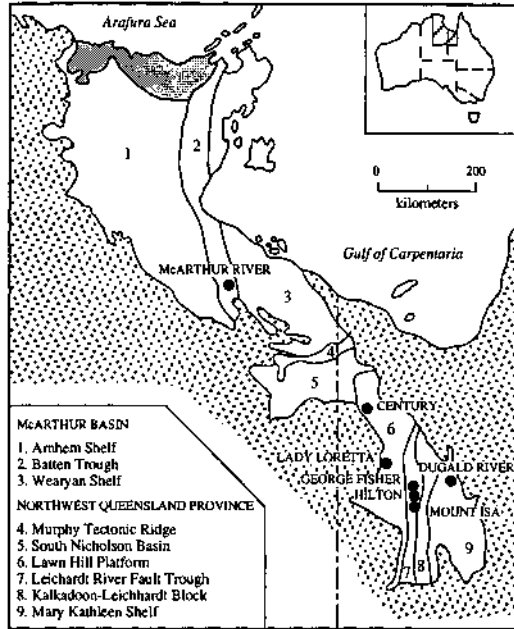 Arafura Sea
0 200
kilometers
1
2
Gulf of Carpentaria
McARTHUR RIVER
3
4
5
CENTURY
6
LADY LORETTA
DUGALD RIVER
GEORGE FISHER
HILTON
MOUNT ISA
7
8
9
McARTHUR BASIN
1. Arnhem Shelf
2. Batten Trough
3. Wearyan Shelf
NORTHWEST QUEENSLAND PROVINCE
4. Murphy Tectonic Ridge
5. South Nicholson Basin
6. Lawn Hill Platform
7. Leichardt River Fault Trough
8. Kalkadoon-Leichhardt Block
9. Mary Kathleen Shelf